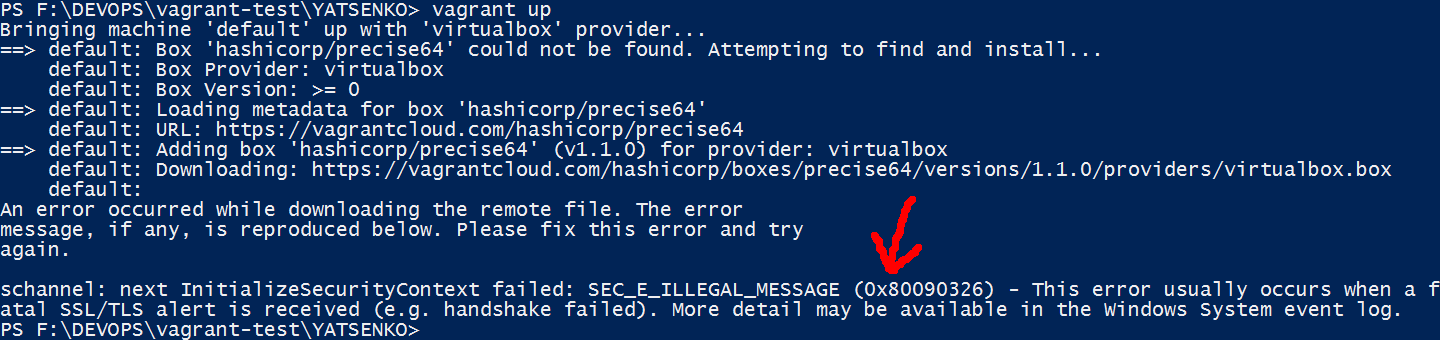 PS F:\DEVOPS\vagrant-test\YATSENKO> vagrant up
Bringing machine 'default' up with 'virtualbox' provider...
==> default: Box 'hashicorp/precise64' could not be found. Attempting to find and install...
    default: Box Provider: virtualbox
    default: Box Version: >= 0
==> default: Loading metadata for box 'hashicorp/precise64'
    default: URL: https://vagrantcloud.com/hashicorp/precise64
==> default: Adding box 'hashicorp/precise64' (v1.1.0) for provider: virtualbox
    default: Downloading: https://vagrantcloud.com/hashicorp/boxes/precise64/versions/1.1.0/providers/virtualbox.box
    default:
An error occurred while downloading the remote file. The error
message, if any, is reproduced below. Please fix this error and try
again.

schannel: next InitializeSecurityContext failed: SEC_E_ILLEGAL_MESSAGE (0x80090326) - This error usually occurs when a f
atal SSL/TLS alert is received (e.g. handshake failed). More detail may be available in the Windows System event log.
PS F:\DEVOPS\vagrant-test\YATSENKO>